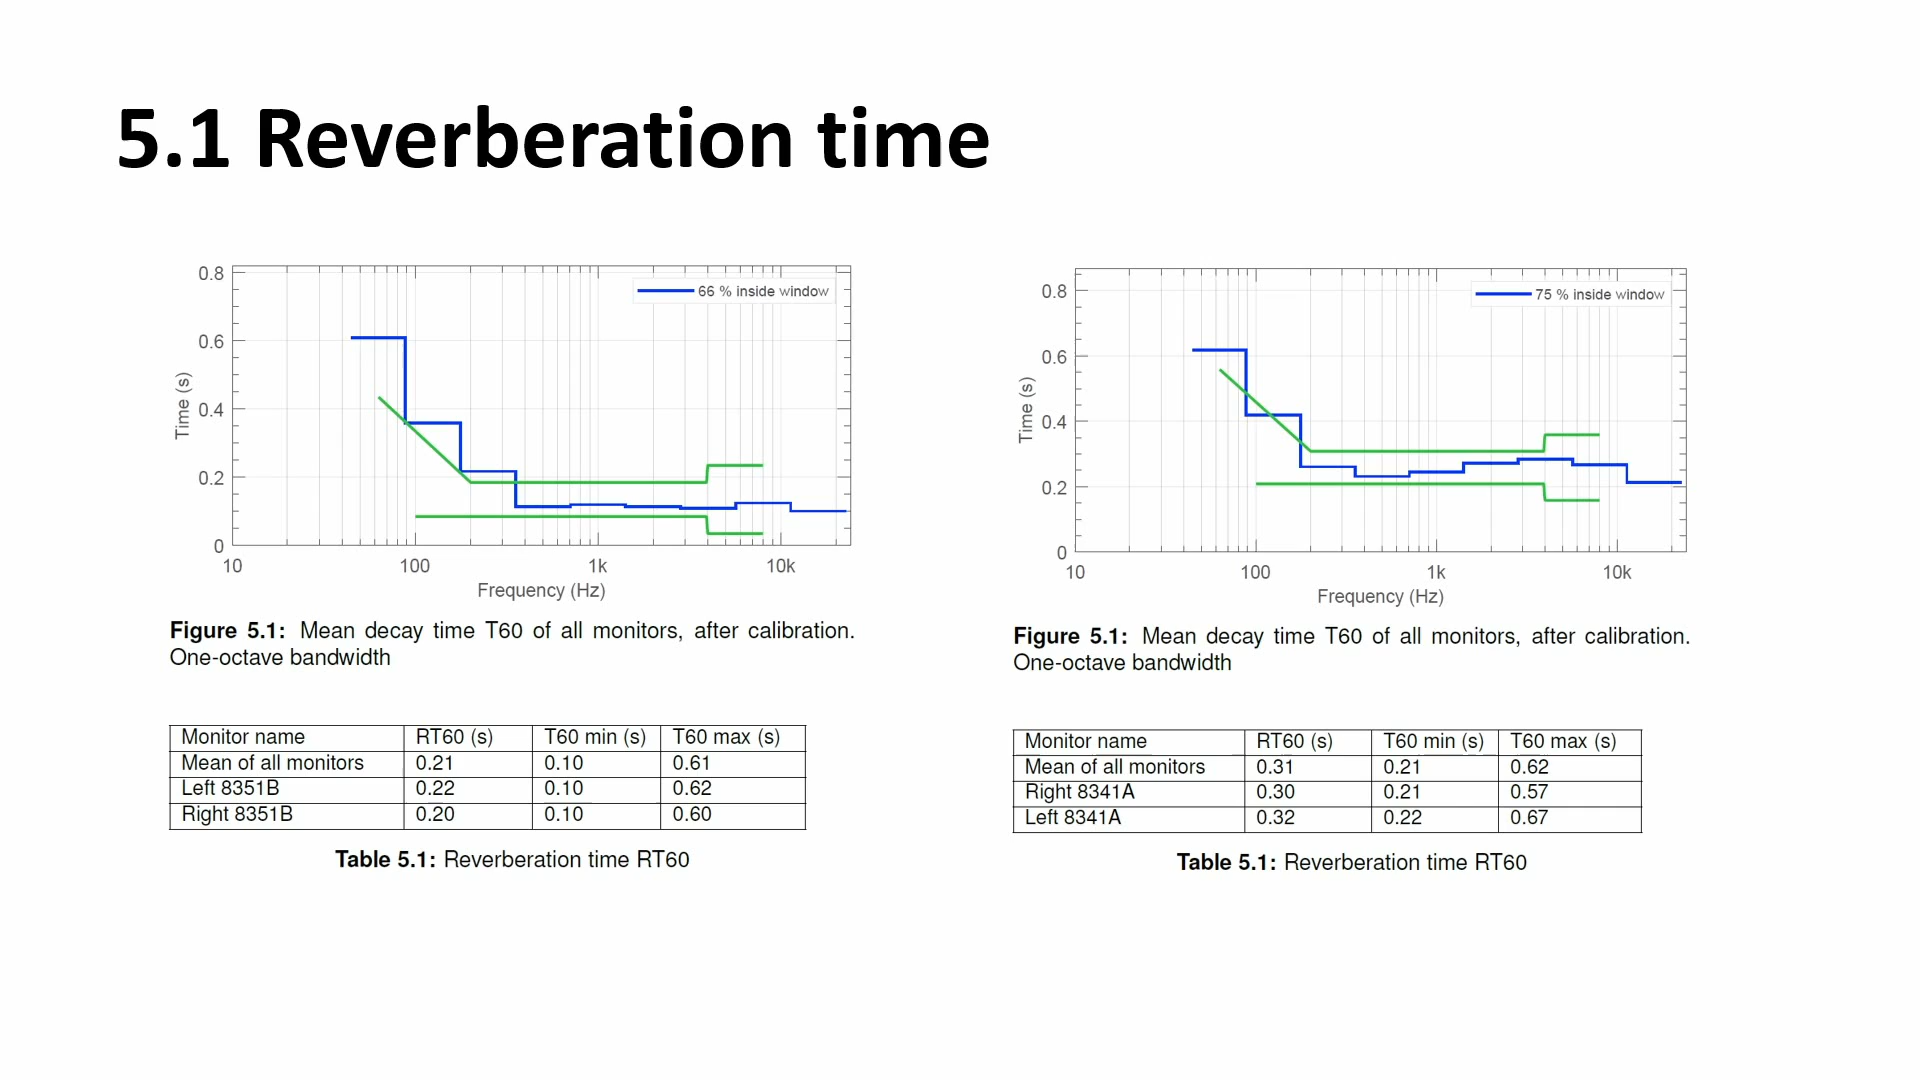 5.1 Reverberation time
0.8
0.6
0.4
0.2
0
Time (s)
66 % inside window
10
100
1k
10k
Frequency (Hz)
Figure 5.1: Mean decay time T60 of all monitors, after calibration.
One-octave bandwidth
Monitor name RT60 (s) T60 min (s) T60 max (s)
Mean of all monitors 0.21 0.10 0.61
Left 8351B 0.22 0.10 0.62
Right 8351B 0.20 0.10 0.60
Table 5.1: Reverberation time RT60
0.8
0.6
0.4
0.2
0
Time (s)
75 % inside window
10
100
1k
10k
Frequency (Hz)
Figure 5.1: Mean decay time T60 of all monitors, after calibration.
One-octave bandwidth
Monitor name RT60 (s) T60 min (s) T60 max (s)
Mean of all monitors 0.31 0.21 0.62
Right 8341A 0.30 0.21 0.57
Left 8341A 0.32 0.22 0.67
Table 5.1: Reverberation time RT60